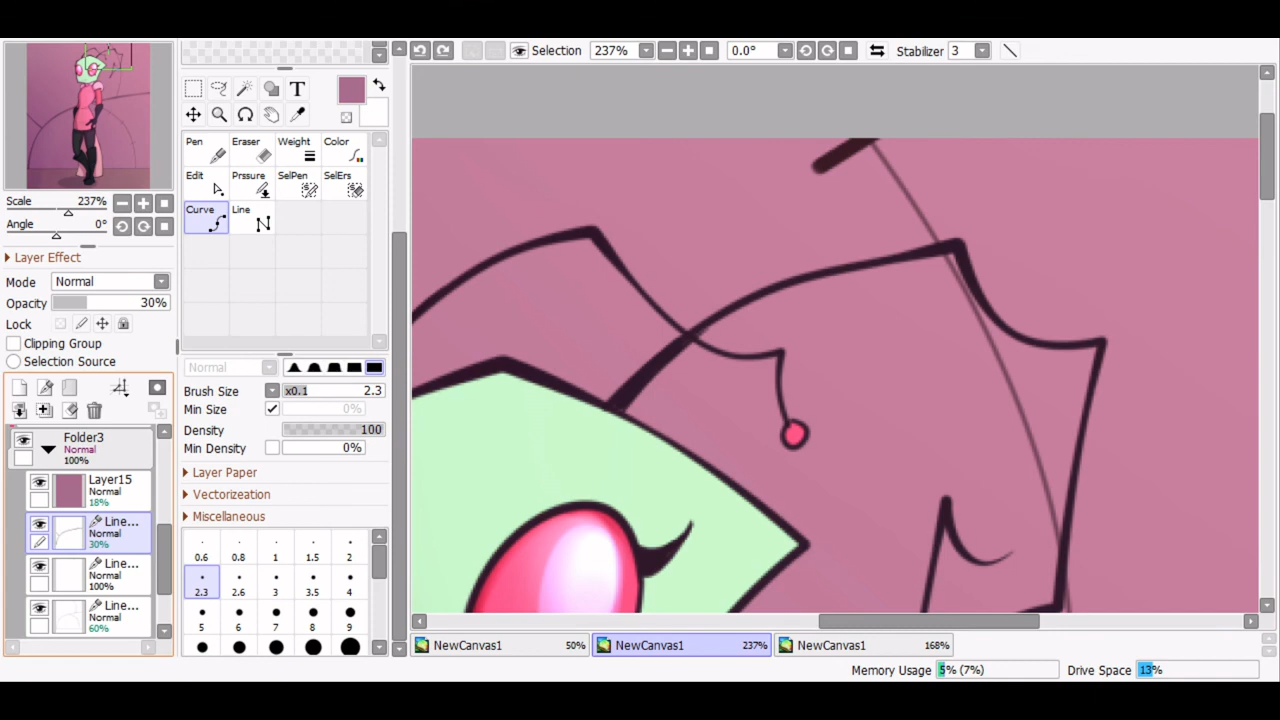 Selection 237% 0.0° Stabilizer 3
T
Scale 237%
Angle 0°
Layer Effect
Mode Normal
Opacity 30%
Lock
Clipping Group
Selection Source
Folder3
Normal
100%
Layer15
Normal
18%
Line...
Normal
30%
Line...
Normal
100%
Line...
Normal
60%
Pen Eraser Weight Color
Edit Prssure SelPen SelErs
Curve Line
Normal
Brush Size x0.1 2.3
Min Size 0%
Density 100
Min Density 0%
Layer Paper
Vectorizeation
Miscellaneous
0.6 0.8 1 1.5 2
2.3 2.6 3 3.5 4
5 6 7 8 9
NewCanvas1 50% NewCanvas1 237% NewCanvas1 168%
Memory Usage 5% (7%) Drive Space 13%